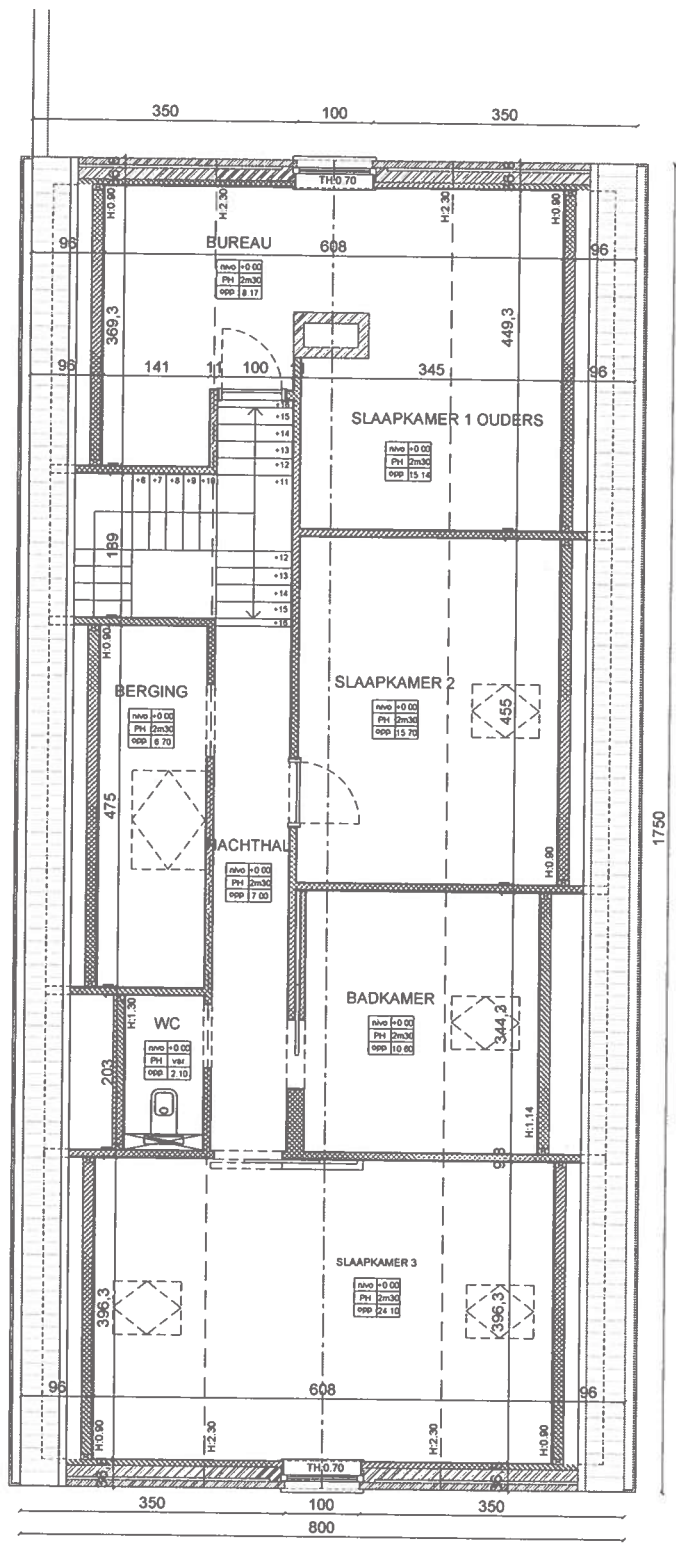 350 100 350
TH:0.70
H:0.90 H:2.30 H:2.30 H:0.90
BUREAU
96 608 96
nivo +0.00
PH 2m30
opp 8.17
369,3 449,3
96 141 11 100 345 96
SLAAPKAMER 1 OUDERS
nivo +0.00
PH 2m30
opp 15.14
+15
+14
+13
+12
+11
+6 +7 +8 +9 +10
189
+12
+13
+14
+15
+16
H:0.90
BERGING
nivo +0.00
PH 2m30
opp 6.70
SLAAPKAMER 2
nivo +0.00
PH 2m30
opp 15.70
455
475
1750
NACHTHAL
nivo +0.00
PH 2m30
opp 7.00
H:0.90
BADKAMER
nivo +0.00
PH 2m30
opp 10.60
344,3
H:1.30
WC
nivo +0.00
PH var
opp 2.10
203
H:1.14
9,8
SLAAPKAMER 3
nivo +0.00
PH 2m30
opp 24.10
396,3 396,3
96 608 96
H:0.90 H:2.30 H:2.30 H:0.90
TH:0.70
350 100 350
800